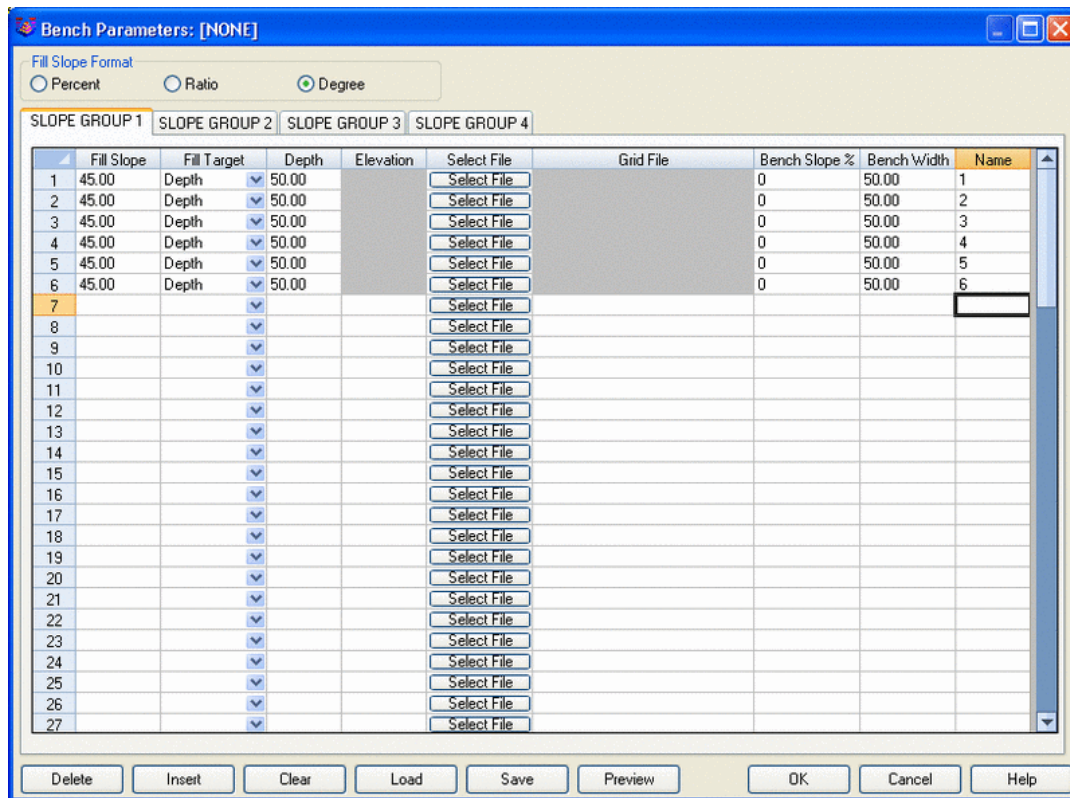 Bench Parameters: [NONE]
Fill Slope Format
Percent Ratio Degree
SLOPE GROUP 1 SLOPE GROUP 2 SLOPE GROUP 3 SLOPE GROUP 4
Fill Slope Fill Target Depth Elevation Select File Grid File Bench Slope % Bench Width Name
1 45.00 Depth 50.00 Select File 0 50.00 1
2 45.00 Depth 50.00 Select File 0 50.00 2
3 45.00 Depth 50.00 Select File 0 50.00 3
4 45.00 Depth 50.00 Select File 0 50.00 4
5 45.00 Depth 50.00 Select File 0 50.00 5
6 45.00 Depth 50.00 Select File 0 50.00 6
7 Select File
8 Select File
9 Select File
10 Select File
11 Select File
12 Select File
13 Select File
14 Select File
15 Select File
16 Select File
17 Select File
18 Select File
19 Select File
20 Select File
21 Select File
22 Select File
23 Select File
24 Select File
25 Select File
26 Select File
27 Select File
Delete Insert Clear Load Save Preview OK Cancel Help